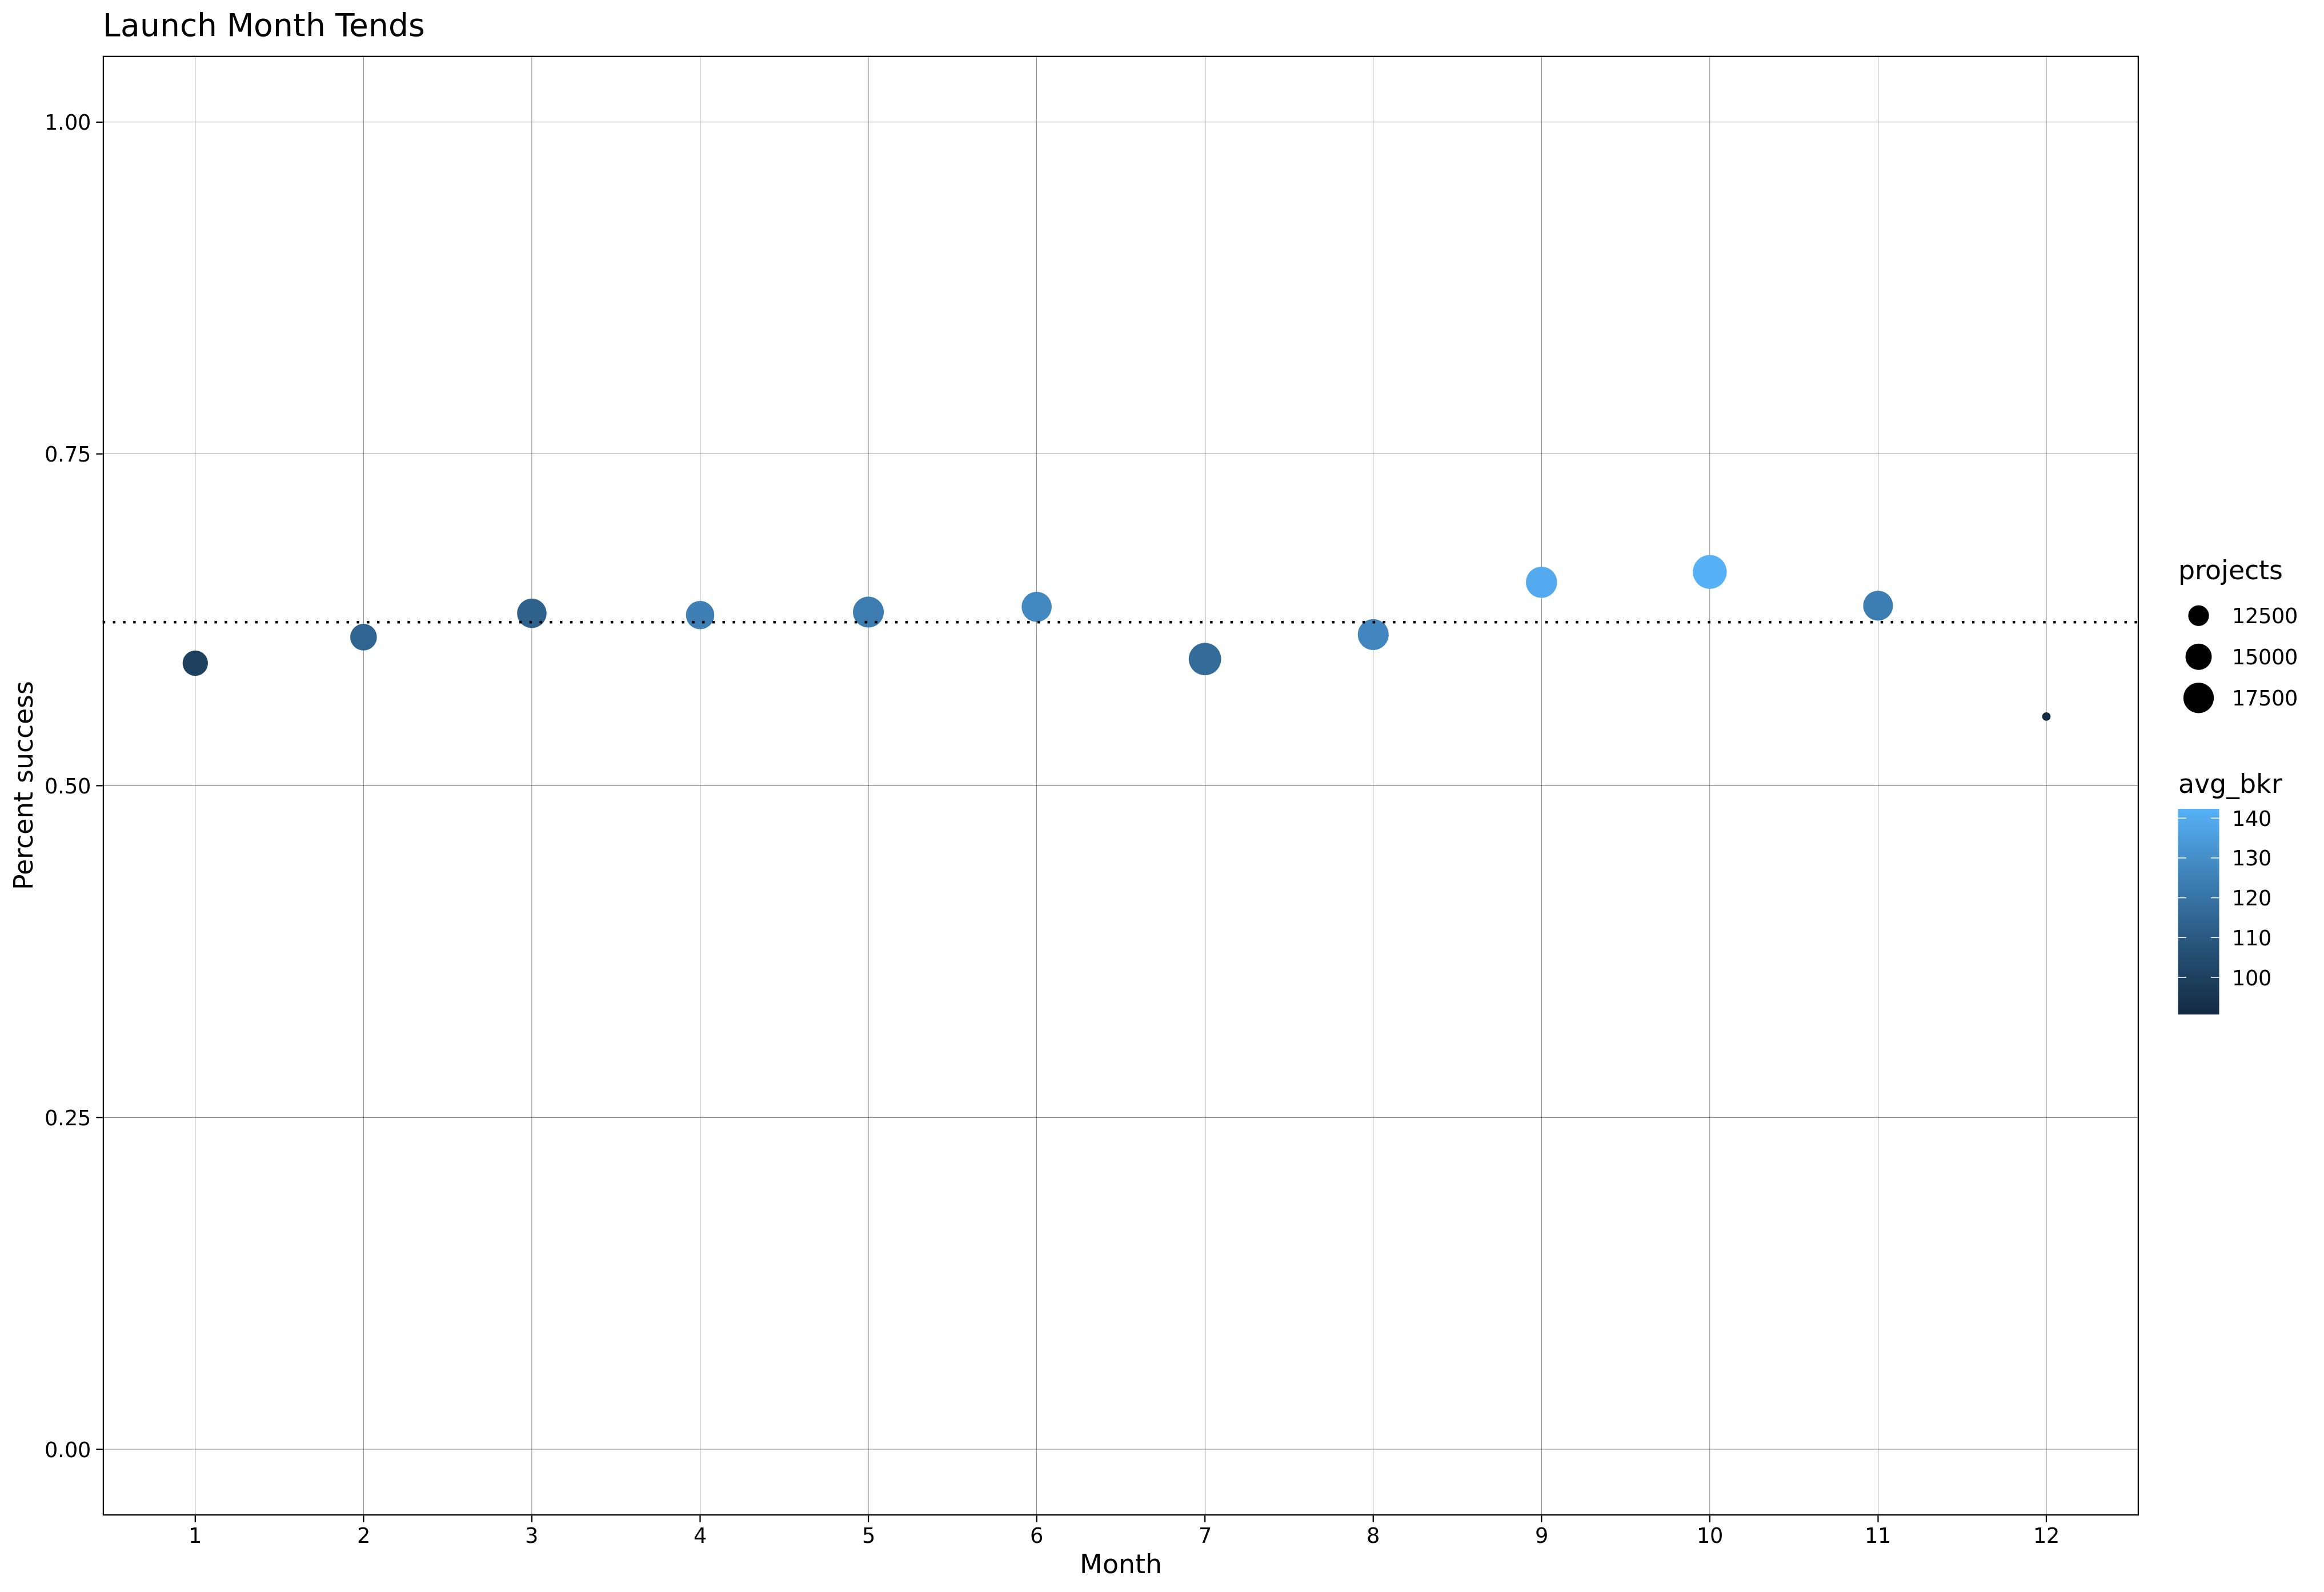 Launch Month Tends
Percent success
1.00
0.75
0.50
0.25
0.00
1 2 3 4 5 6 7 8 9 10 11 12
Month
projects
12500
15000
17500
avg_bkr
140
130
120
110
100